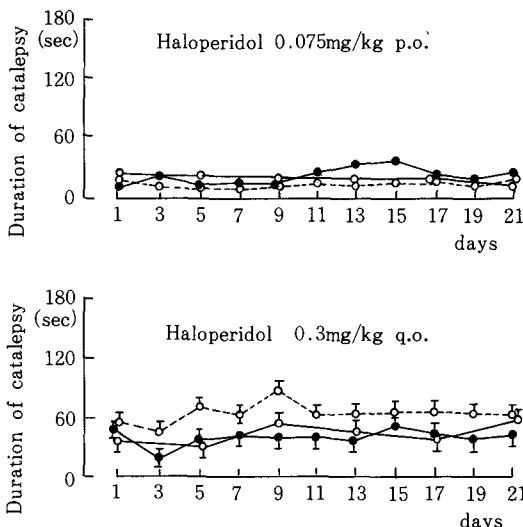 180
(sec)
Haloperidol 0.075mg/kg p.o.
120
60
0
Duration of catalepsy
1 3 5 7 9 11 13 15 17 19 21
days
180
(sec)
Haloperidol 0.3mg/kg q.o.
120
60
0
Duration of catalepsy
1 3 5 7 9 11 13 15 17 19 21
days